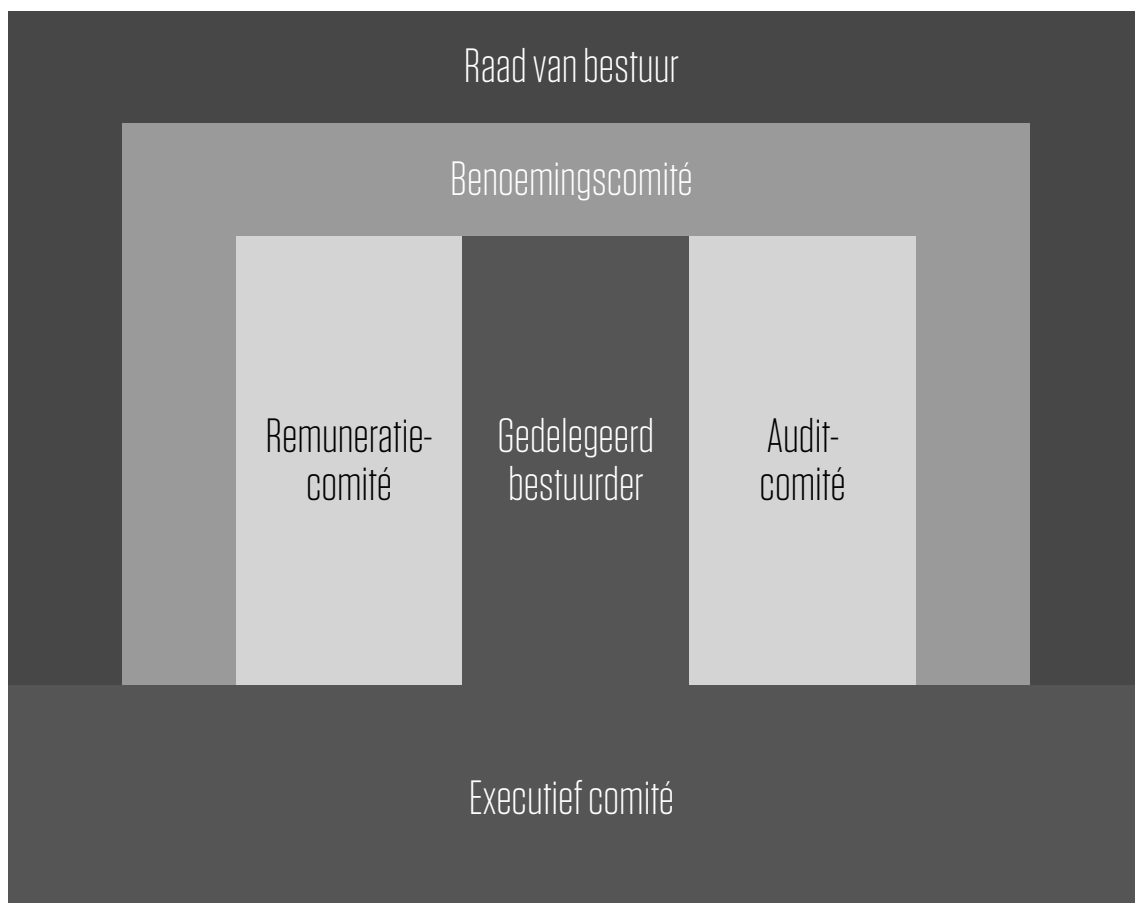 Raad van bestuur
Benoemingscomité
Remuneratie-
comité
Gedelegeerd
bestuurder
Audit-
comité
Executief comité